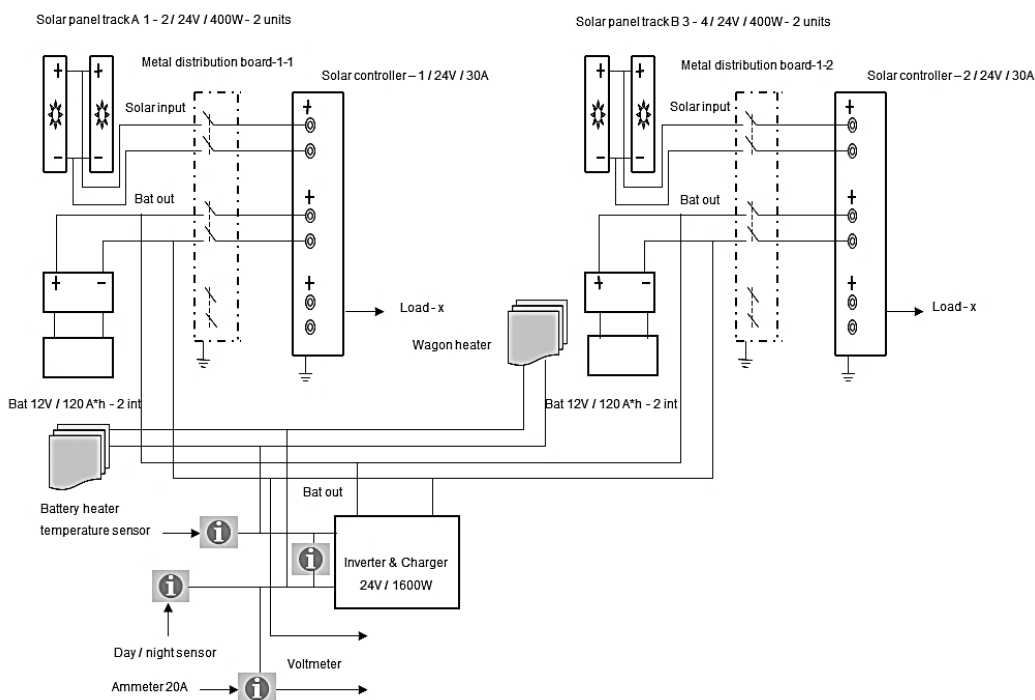 Solar panel track A 1 - 2 / 24V / 400W - 2 units
Solar panel track B 3 - 4 / 24V / 400W - 2 units
Metal distribution board-1-1
Solar controller – 1 / 24V / 30A
Metal distribution board-1-2
Solar controller – 2 / 24V / 30A
+ +
+
+ +
+
Solar input
Solar input
- -
- -
Bat out
+
Bat out
+
+ -
+
+ -
+
Load - x
Load - x
Wagon heater
Bat 12V / 120 A*h - 2 int
Bat 12V / 120 A*h - 2 int
Bat out
Battery heater
temperature sensor
i
i
Inverter & Charger
24V / 1600W
i
Day / night sensor
Voltmeter
Ammeter 20A
i